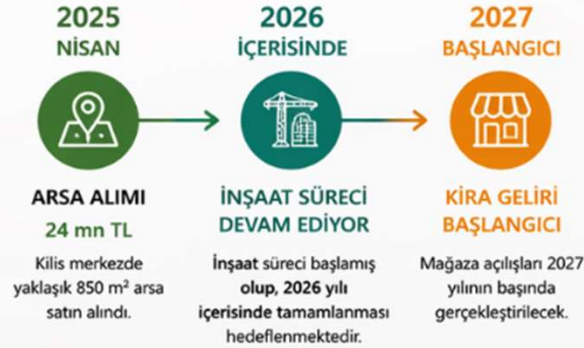 2025
NİSAN
ARSA ALIMI
24 mn TL
Kilis merkezde
yaklaşık 850 m² arsa
satın alındı.
2026
İÇERİSİNDE
İNŞAAT SÜRECİ
DEVAM EDİYOR
İnşaat süreci başlamış
olup, 2026 yılı
içerisinde tamamlanması
hedeflenmektedir.
2027
BAŞLANGICI
KİRA GELİRİ
BAŞLANGICI
Mağaza açılışları 2027
yılının başında
gerçekleştirilecek.